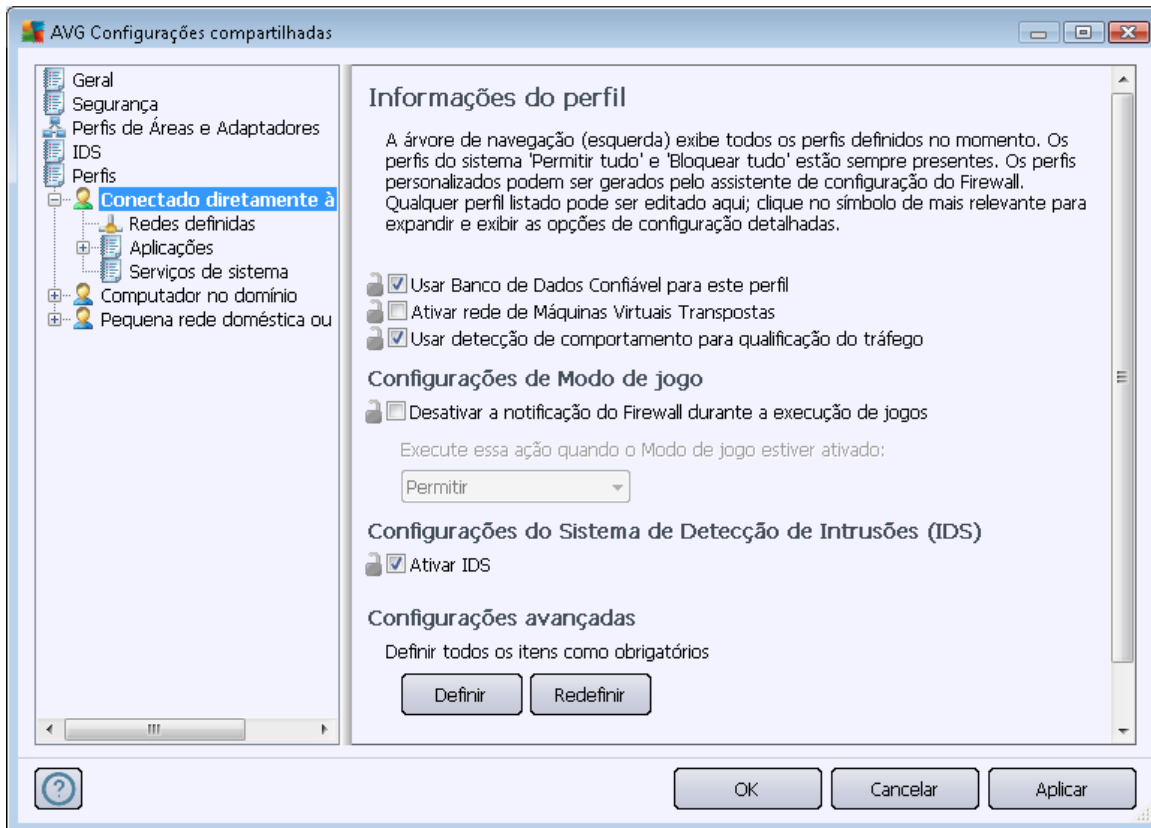 AVG Configurações compartilhadas
Geral
Segurança
Perfis de Áreas e Adaptadores
IDS
Perfis
Conectado diretamente à
Redes definidas
Aplicações
Serviços de sistema
Computador no domínio
Pequena rede doméstica ou
Informações do perfil
A árvore de navegação (esquerda) exibe todos os perfis definidos no momento. Os
perfis do sistema 'Permitir tudo' e 'Bloquear tudo' estão sempre presentes. Os perfis
personalizados podem ser gerados pelo assistente de configuração do Firewall.
Qualquer perfil listado pode ser editado aqui; clique no símbolo de mais relevante para
expandir e exibir as opções de configuração detalhadas.
Usar Banco de Dados Confiável para este perfil
Ativar rede de Máquinas Virtuais Transpostas
Usar detecção de comportamento para qualificação do tráfego
Configurações de Modo de jogo
Desativar a notificação do Firewall durante a execução de jogos
Execute essa ação quando o Modo de jogo estiver ativado:
Permitir
Configurações do Sistema de Detecção de Intrusões (IDS)
Ativar IDS
Configurações avançadas
Definir todos os itens como obrigatórios
Definir
Redefinir
?
OK
Cancelar
Aplicar